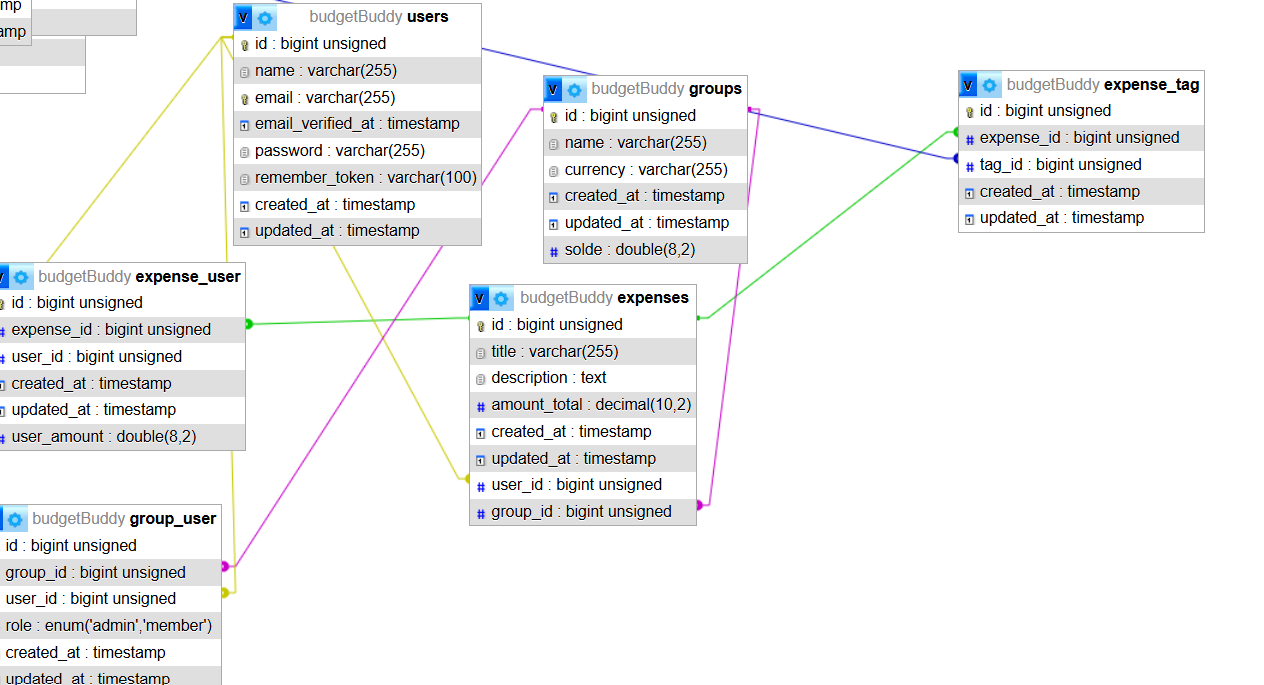 mp
amp
V budgetBuddy users
id : bigint unsigned
name : varchar(255)
email : varchar(255)
email_verified_at : timestamp
password : varchar(255)
remember_token : varchar(100)
created_at : timestamp
updated_at : timestamp
V budgetBuddy groups
id : bigint unsigned
name : varchar(255)
currency : varchar(255)
created_at : timestamp
updated_at : timestamp
# solde : double(8,2)
V budgetBuddy expense_tag
id : bigint unsigned
# expense_id : bigint unsigned
# tag_id : bigint unsigned
created_at : timestamp
updated_at : timestamp
V budgetBuddy expense_user
id : bigint unsigned
# expense_id : bigint unsigned
# user_id : bigint unsigned
created_at : timestamp
updated_at : timestamp
# user_amount : double(8,2)
V budgetBuddy expenses
id : bigint unsigned
title : varchar(255)
description : text
# amount_total : decimal(10,2)
created_at : timestamp
updated_at : timestamp
# user_id : bigint unsigned
# group_id : bigint unsigned
budgetBuddy group_user
id : bigint unsigned
group_id : bigint unsigned
user_id : bigint unsigned
role : enum('admin','member')
created_at : timestamp
updated_at : timestamp